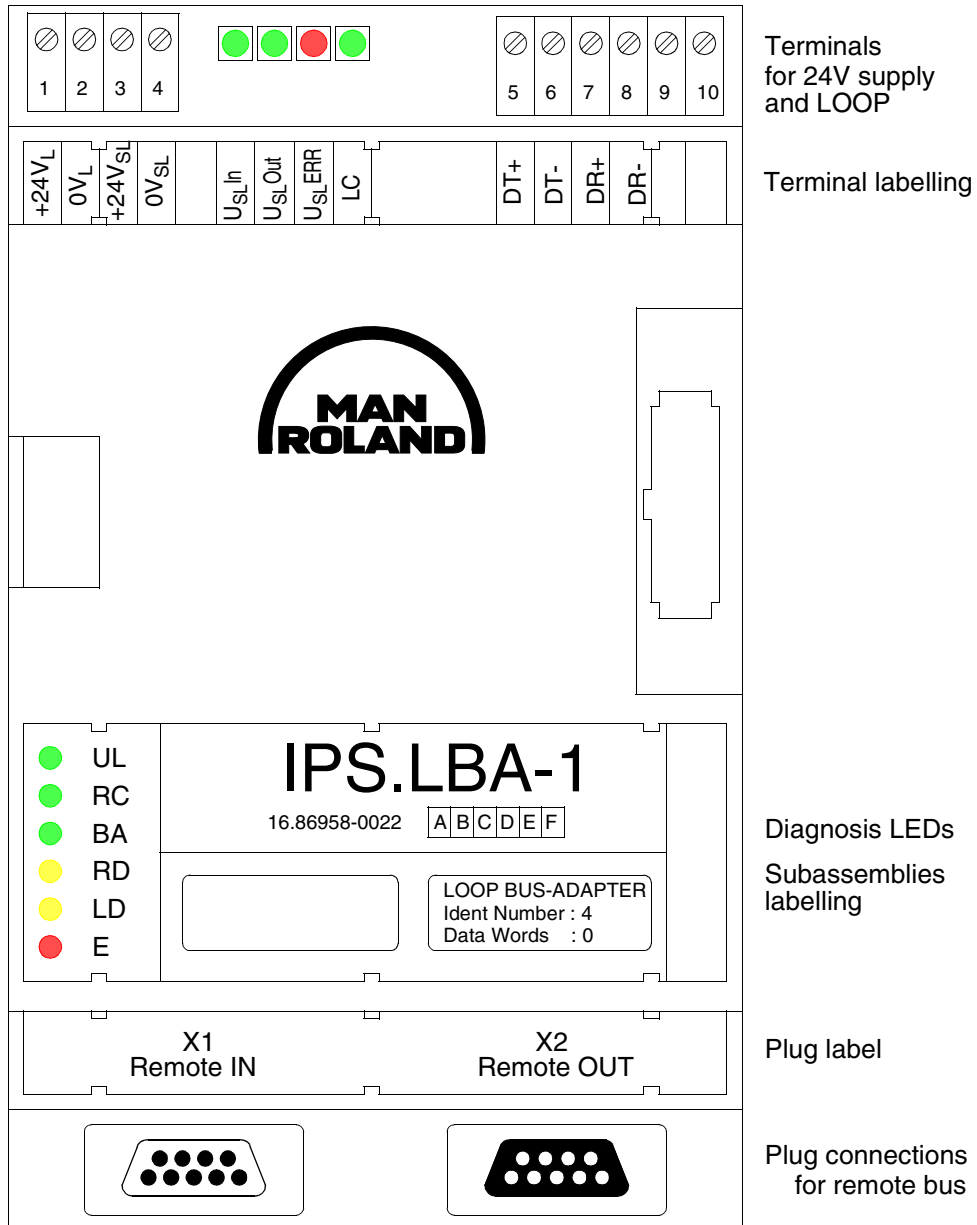 1 2 3 4
5 6 7 8 9 10
Terminals
for 24V supply
and LOOP
+24VL
0VL
+24VSL
0VSL
USLIn
USLOut
USLERR
LC
DT+
DT-
DR+
DR-
Terminal labelling
MAN
ROLAND
UL
RC
BA
RD
LD
E
IPS.LBA-1
16.86958-0022 A B C D E F
LOOP BUS-ADAPTER
Ident Number : 4
Data Words : 0
Diagnosis LEDs
Subassemblies
labelling
X1
Remote IN
X2
Remote OUT
Plug label
Plug connections
for remote bus